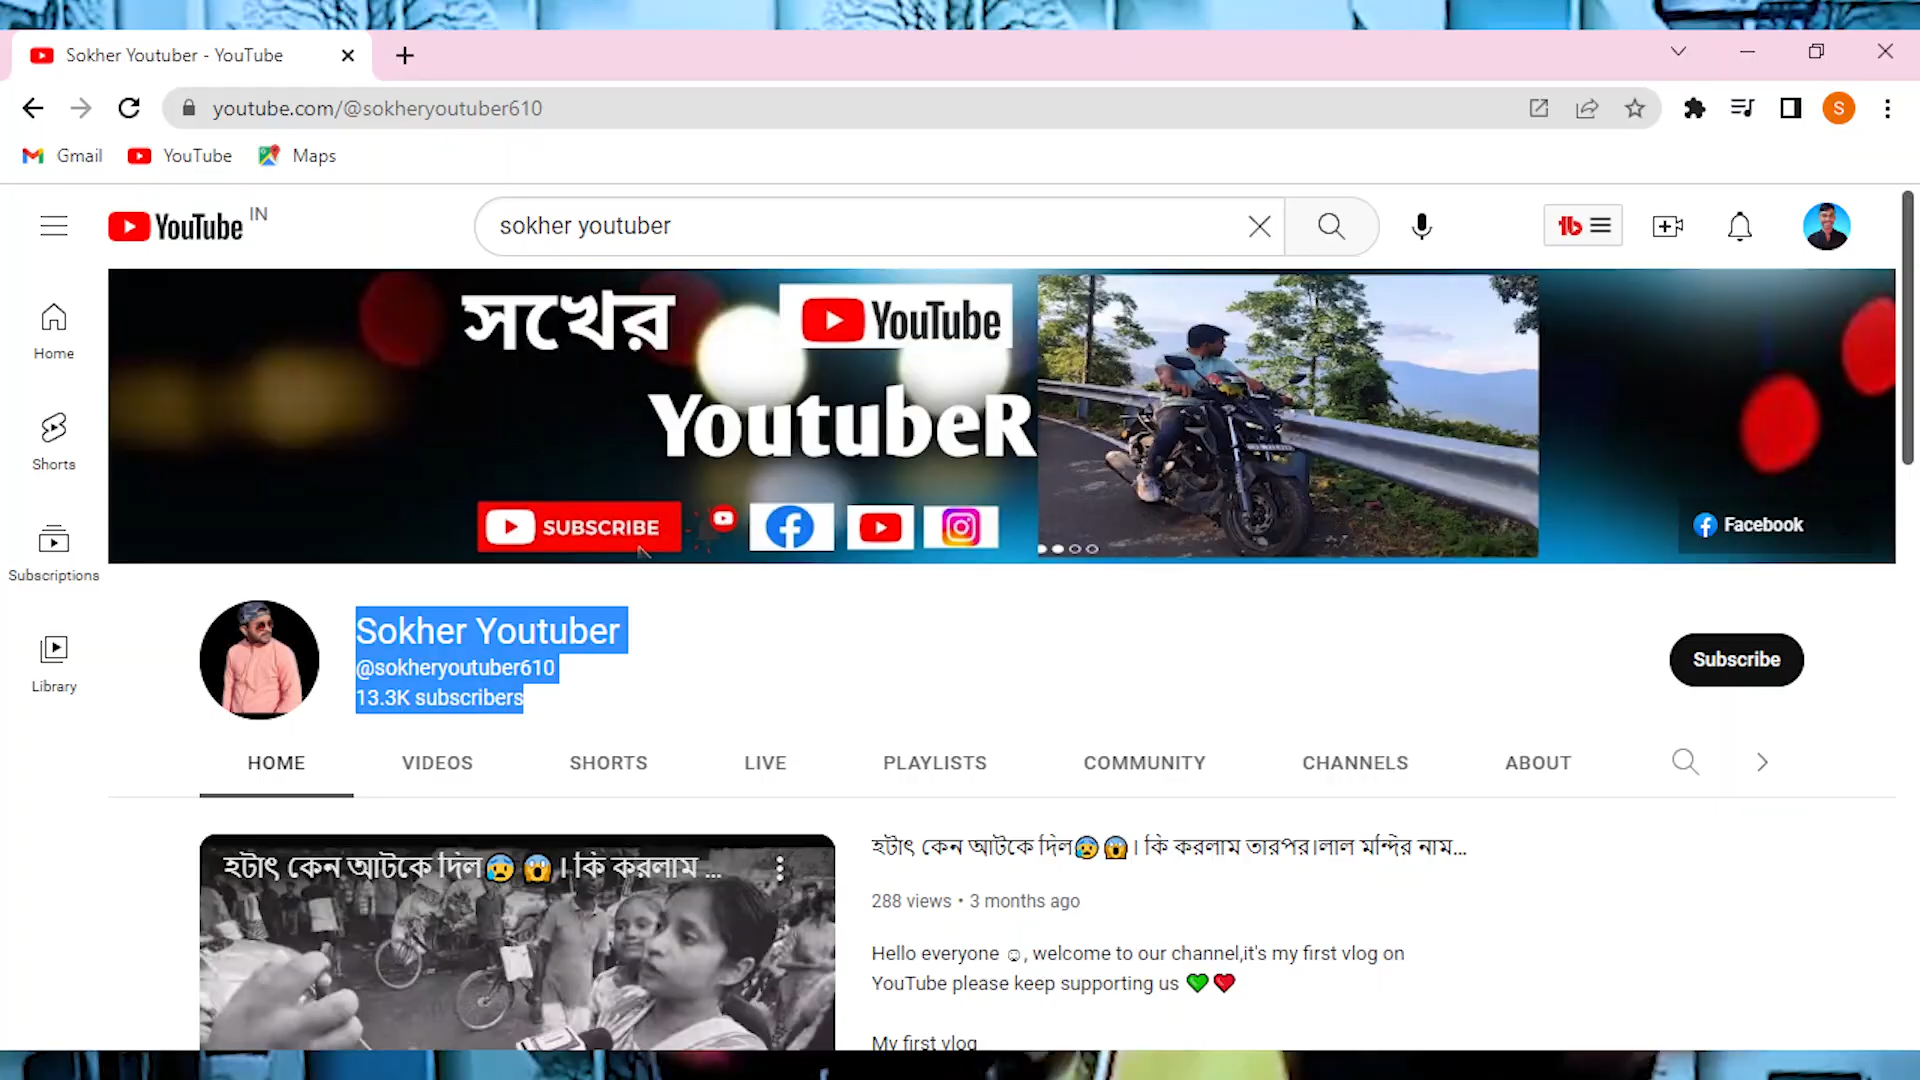 Sokher Youtuber - YouTube
youtube.com/@sokheryoutuber610
S
Gmail
YouTube
Maps
YouTube IN
sokher youtuber
tb
Home
Shorts
Subscriptions
Library
সখের
YouTube
YoutubeR
SUBSCRIBE
Facebook
Sokher Youtuber
@sokheryoutuber610
13.3K subscribers
Subscribe
HOME
VIDEOS
SHORTS
LIVE
PLAYLISTS
COMMUNITY
CHANNELS
ABOUT
হটাৎ কেন আটকে দিল😰😱। কি করলাম ...
হটাৎ কেন আটকে দিল😰😱। কি করলাম তারপর।লাল মন্দির নাম...
288 views • 3 months ago
Hello everyone ☺, welcome to our channel,it's my first vlog on
YouTube please keep supporting us 💚❤
My first vlog